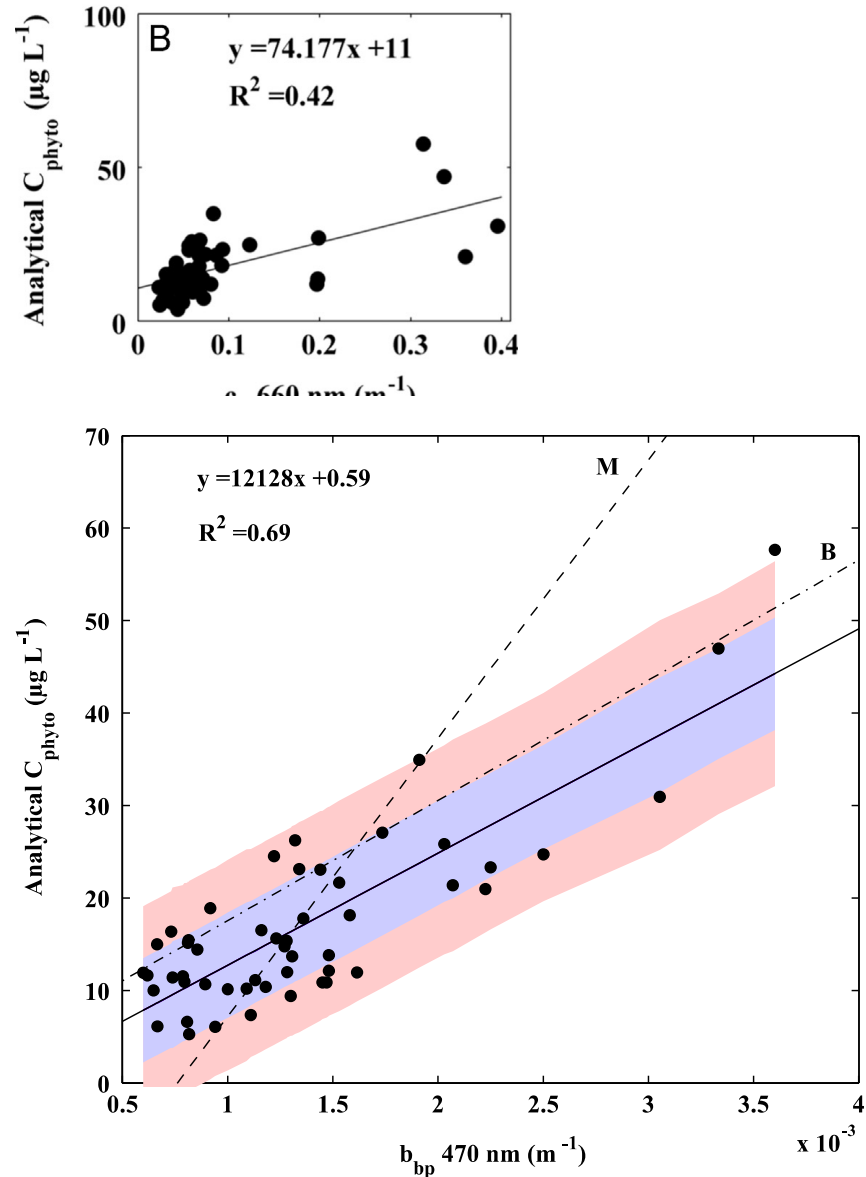 B
y =74.177x +11
R² =0.42
Analytical C_phyto (µg L⁻¹)
100
50
0
0 0.1 0.2 0.3 0.4
660 nm (m⁻¹)
y =12128x +0.59
R² =0.69
M
B
Analytical C_phyto (µg L⁻¹)
70
60
50
40
30
20
10
0
0.5 1 1.5 2 2.5 3 3.5 4
x 10⁻³
b_bp 470 nm (m⁻¹)